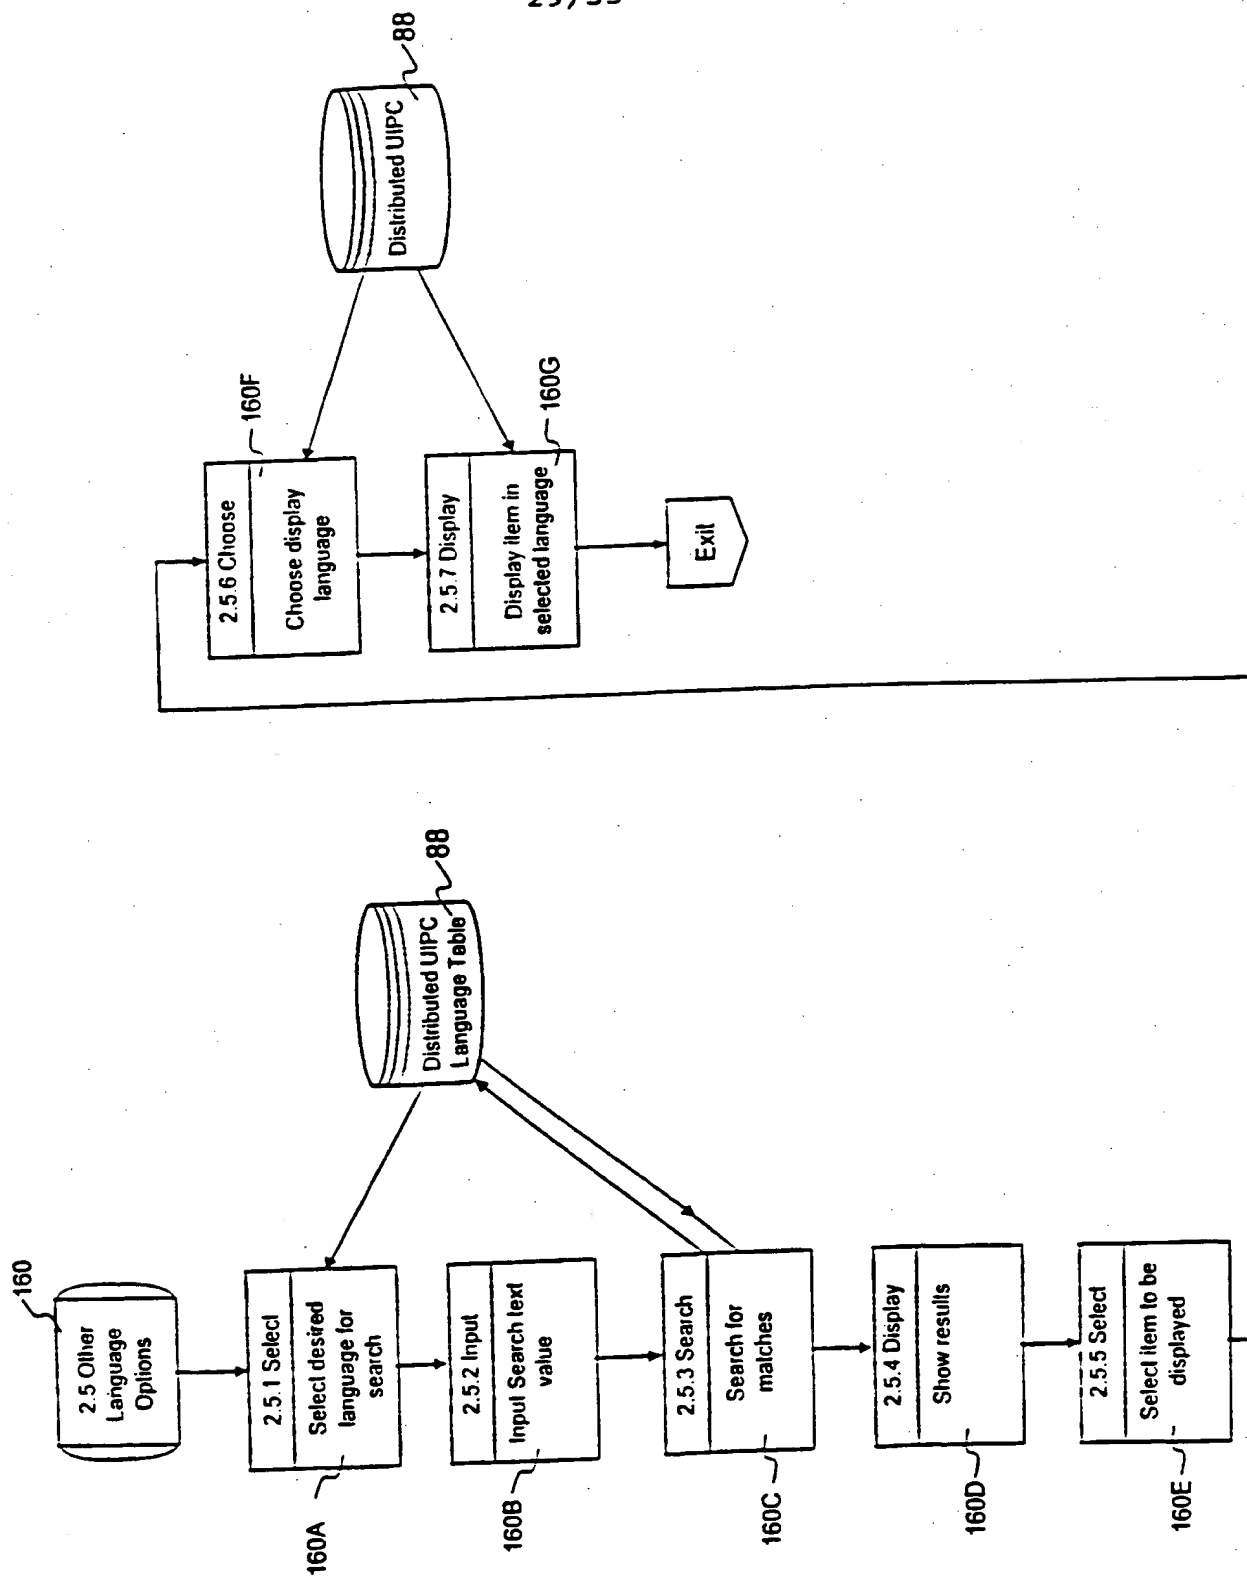 160
2.5 Other
Language
Options
2.5.1 Select
Select desired
language for
search
160A
2.5.2 Input
Input Search text
value
160B
2.5.3 Search
Search for
matches
160C
2.5.4 Display
Show results
160D
2.5.5 Select
Select item to be
displayed
160E
Distributed UIPC
Language Table
88
2.5.6 Choose
Choose display
language
160F
2.5.7 Display
Display item in
selected language
160G
Exit
Distributed UIPC
88